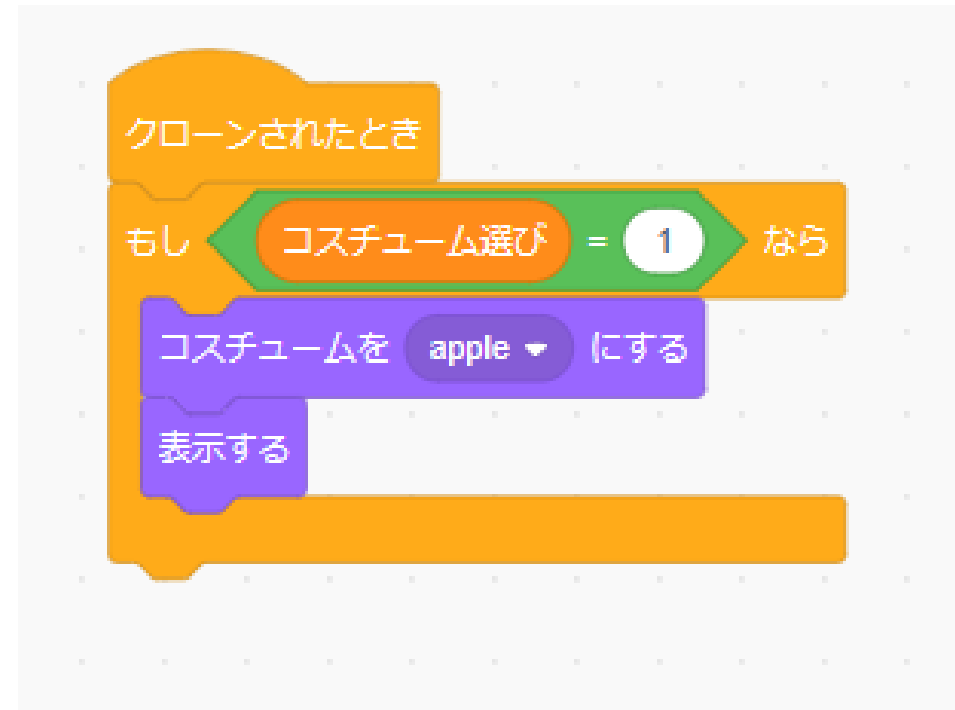 クローンされたとき
もし コスチューム選び = 1 なら
コスチュームを apple にする
表示する